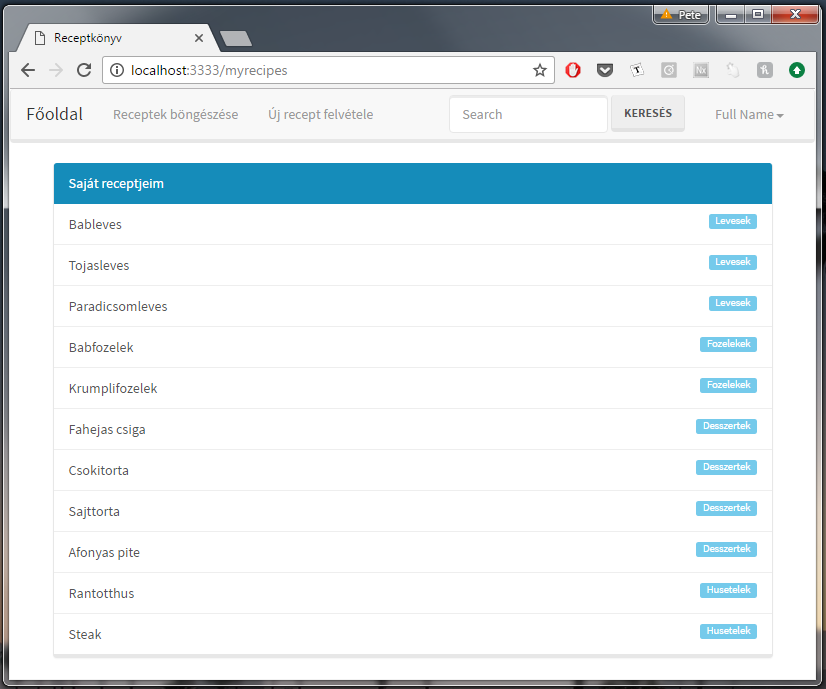 Pete
Receptkönyv
localhost:3333/myrecipes
Főoldal Receptek böngészése Új recept felvétele Search KERESÉS Full Name
Saját receptjeim
Bableves Levesek
Tojasleves Levesek
Paradicsomleves Levesek
Babfozelek Fozelekek
Krumplifozelek Fozelekek
Fahejas csiga Desszertek
Csokitorta Desszertek
Sajttorta Desszertek
Afonyas pite Desszertek
Rantotthus Husetelek
Steak Husetelek